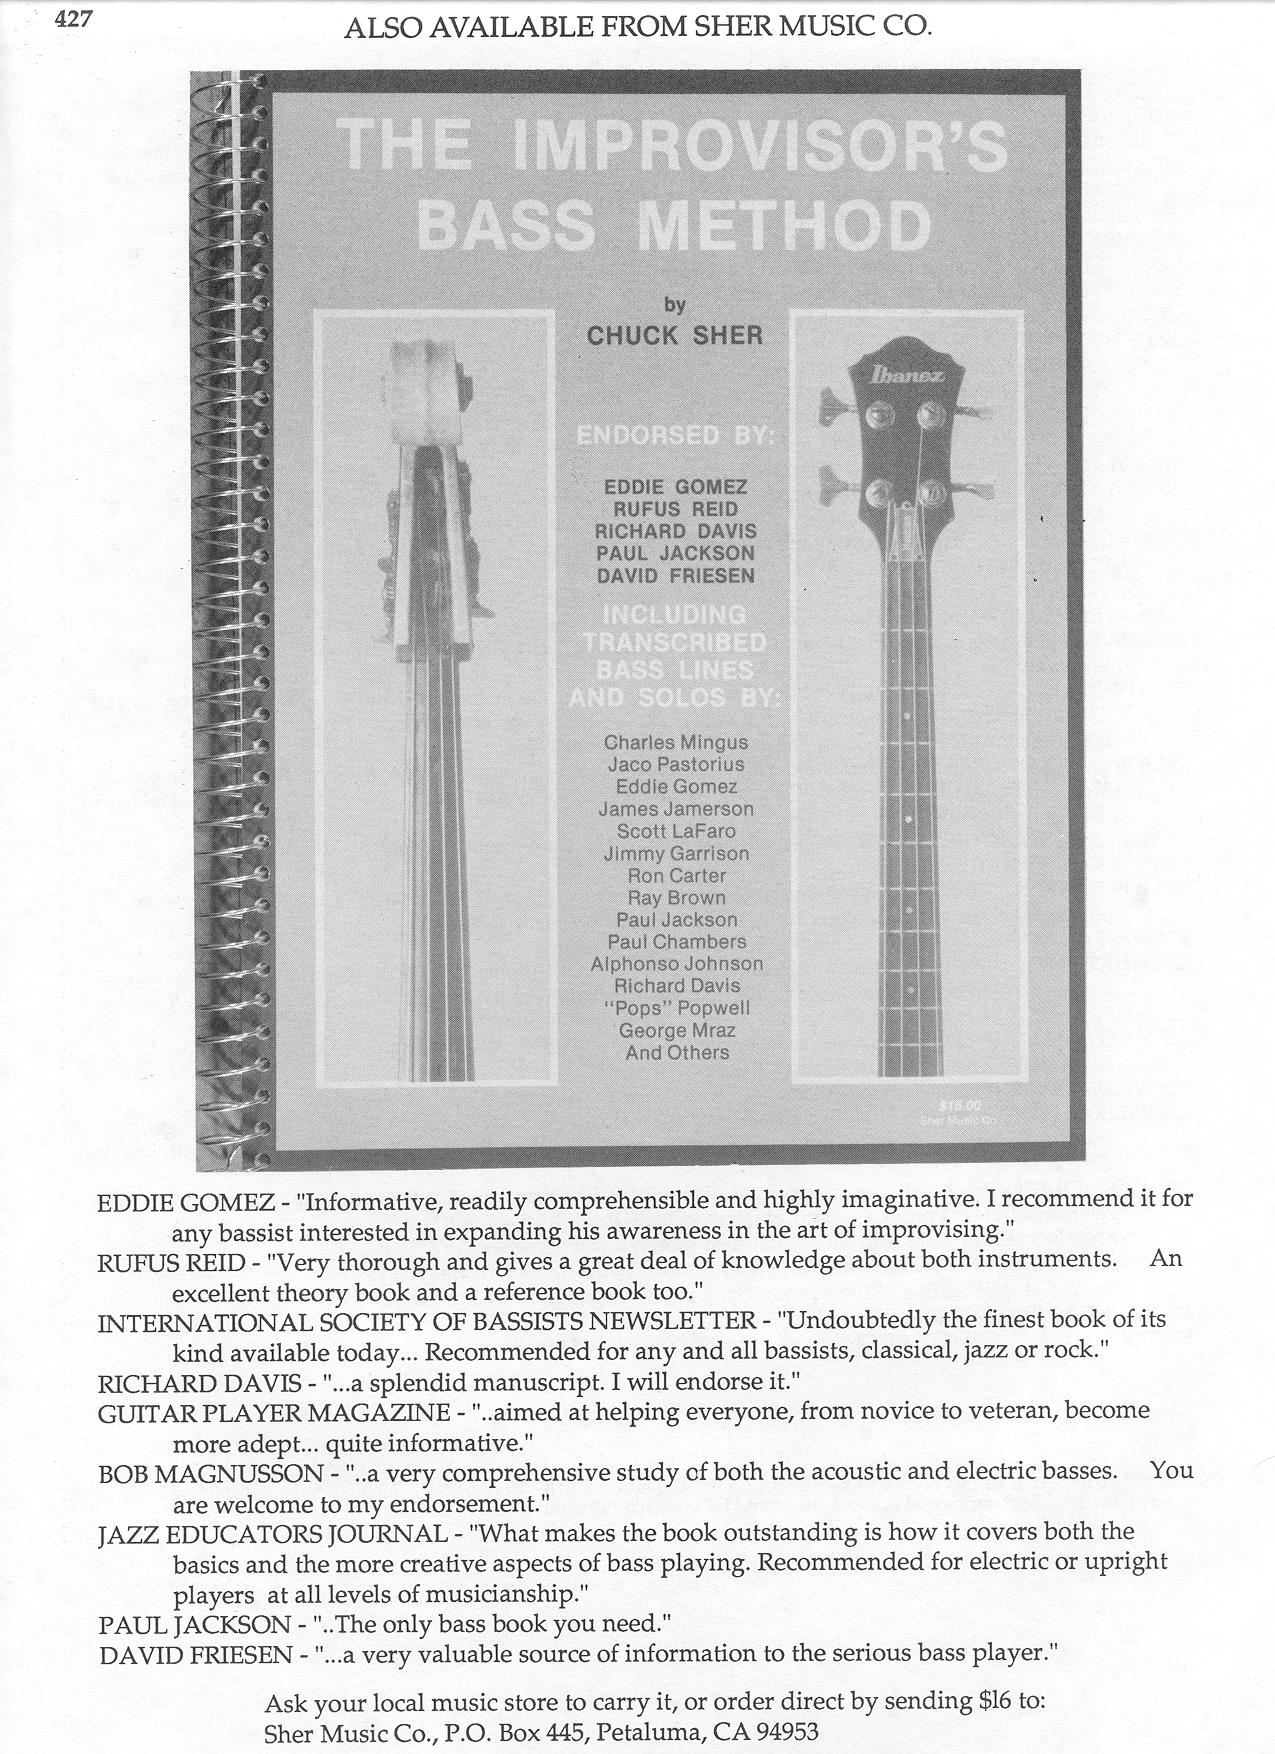 427
ALSO AVAILABLE FROM SHER MUSIC CO.
THE IMPROVISOR'S
BASS METHOD
by
CHUCK SHER
Ibanez
ENDORSED BY:
EDDIE GOMEZ
RUFUS REID
RICHARD DAVIS
PAUL JACKSON
DAVID FRIESEN
INCLUDING
TRANSCRIBED
BASS LINES
AND SOLOS BY:
Charles Mingus
Jaco Pastorius
Eddie Gomez
James Jamerson
Scott LaFaro
Jimmy Garrison
Ron Carter
Ray Brown
Paul Jackson
Paul Chambers
Alphonso Johnson
Richard Davis
"Pops" Popwell
George Mraz
And Others
$16.00
Sher Music Co.
EDDIE GOMEZ - "Informative, readily comprehensible and highly imaginative. I recommend it for
any bassist interested in expanding his awareness in the art of improvising."
RUFUS REID - "Very thorough and gives a great deal of knowledge about both instruments. An
excellent theory book and a reference book too."
INTERNATIONAL SOCIETY OF BASSISTS NEWSLETTER - "Undoubtedly the finest book of its
kind available today... Recommended for any and all bassists, classical, jazz or rock."
RICHARD DAVIS - "...a splendid manuscript. I will endorse it."
GUITAR PLAYER MAGAZINE - "..aimed at helping everyone, from novice to veteran, become
more adept... quite informative."
BOB MAGNUSSON - "..a very comprehensive study of both the acoustic and electric basses. You
are welcome to my endorsement."
JAZZ EDUCATORS JOURNAL - "What makes the book outstanding is how it covers both the
basics and the more creative aspects of bass playing. Recommended for electric or upright
players at all levels of musicianship."
PAUL JACKSON - "..The only bass book you need."
DAVID FRIESEN - "...a very valuable source of information to the serious bass player."
Ask your local music store to carry it, or order direct by sending $16 to:
Sher Music Co., P.O. Box 445, Petaluma, CA 94953